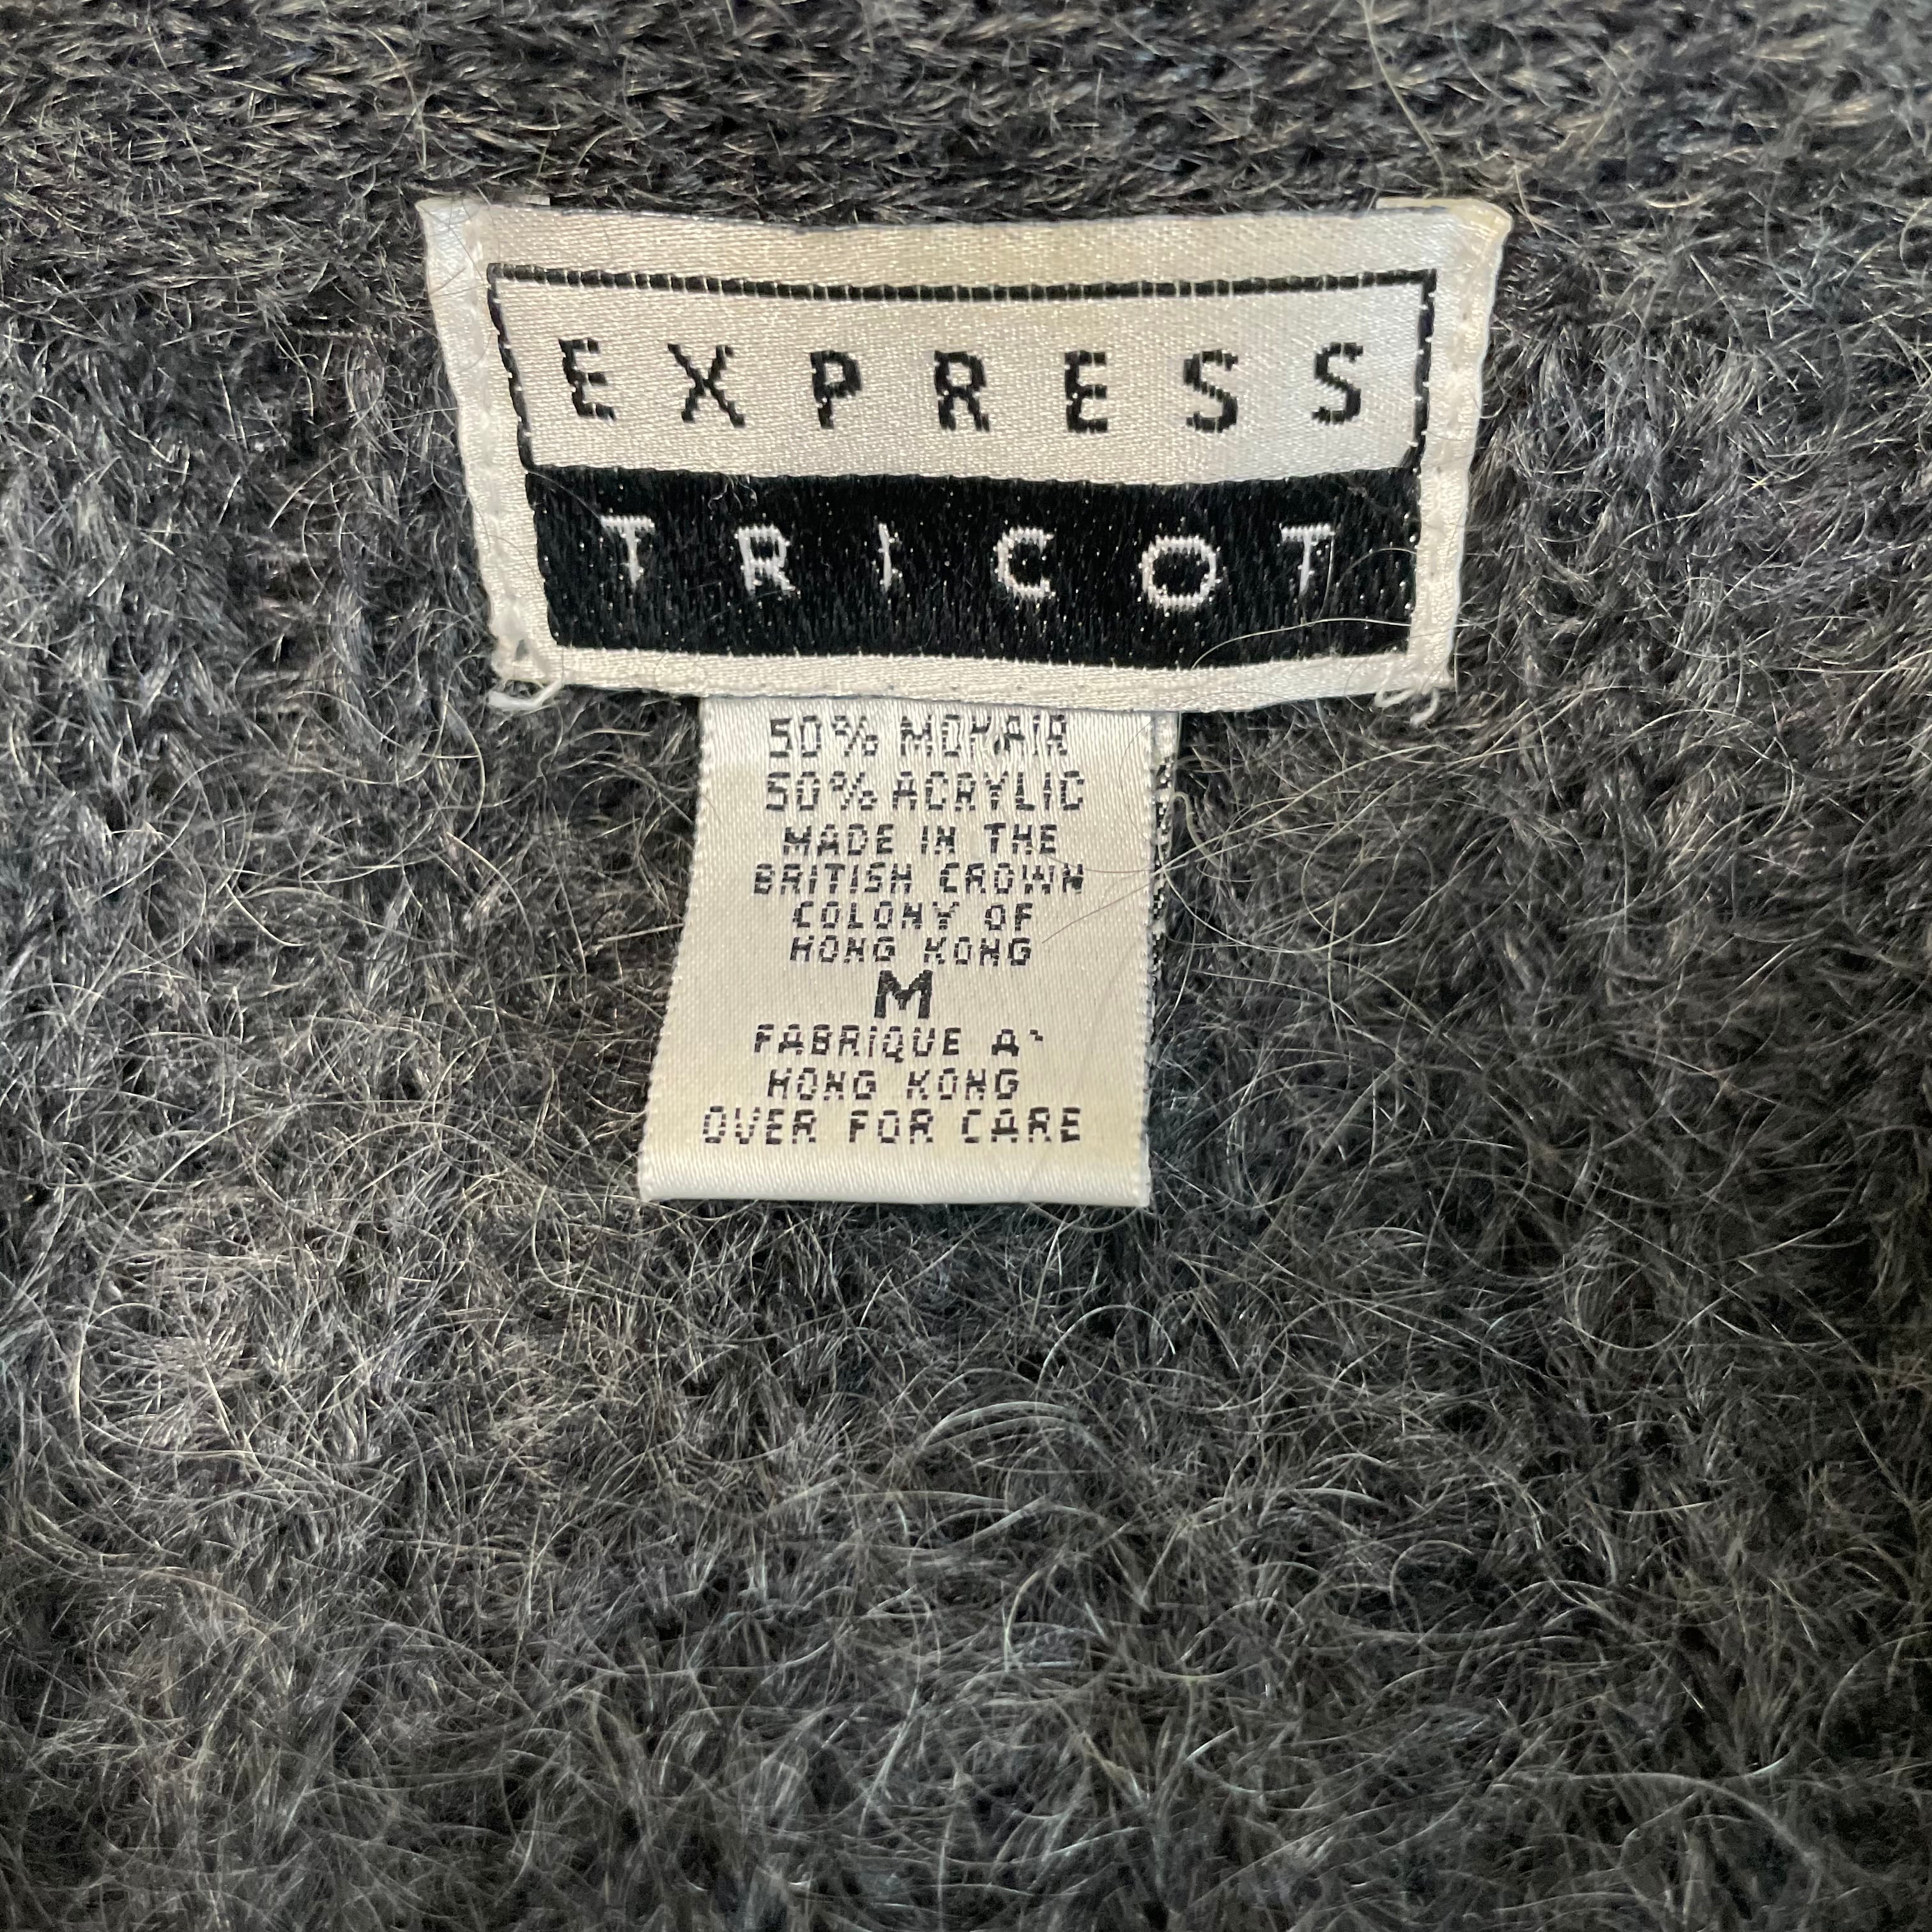 EXPRESS
TRICOT
50% MOHAIR
50% ACRYLIC
MADE IN THE
BRITISH CROWN
COLONY OF
HONG KONG
M
FABRIQUE A`
HONG KONG
OVER FOR CARE